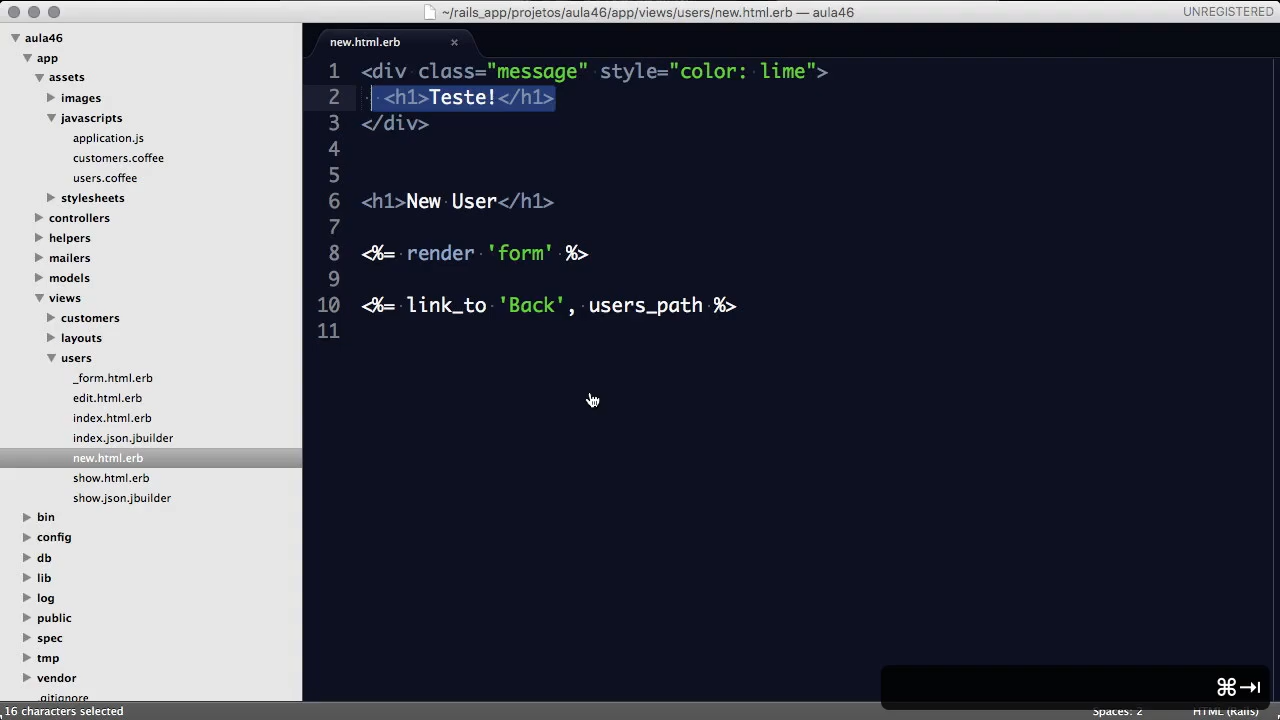 ~/rails_app/projetos/aula46/app/views/users/new.html.erb — aula46
UNREGISTERED
aula46
app
assets
images
javascripts
application.js
customers.coffee
users.coffee
stylesheets
controllers
helpers
mailers
models
views
customers
layouts
users
_form.html.erb
edit.html.erb
index.html.erb
index.json.jbuilder
new.html.erb
show.html.erb
show.json.jbuilder
bin
config
db
lib
log
public
spec
tmp
vendor
.gitignore
new.html.erb ×
1 <div class="message" style="color: lime">
2 <h1>Teste!</h1>
3 </div>
4
5
6 <h1>New User</h1>
7
8 <%= render 'form' %>
9
10 <%= link_to 'Back', users_path %>
11
⌘⇥
16 characters selected
Spaces: 2
HTML (Rails)